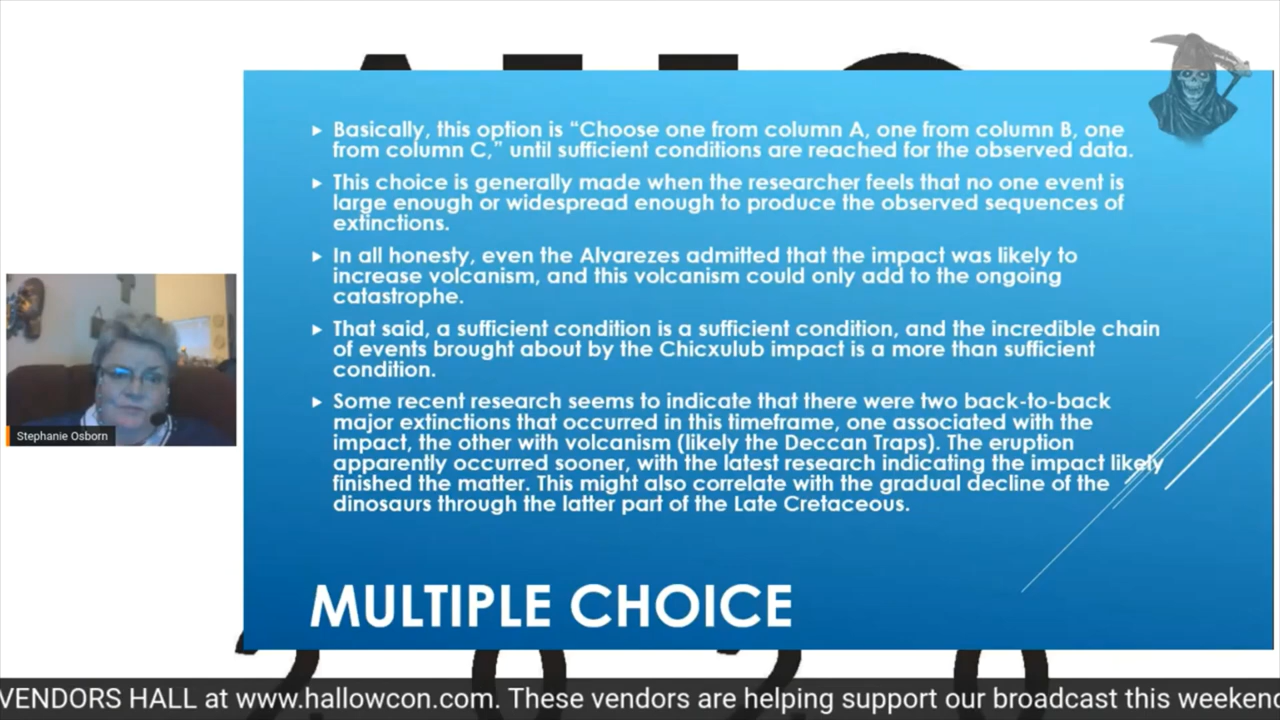 Basically, this option is “Choose one from column A, one from column B, one
from column C,” until sufficient conditions are reached for the observed data.
This choice is generally made when the researcher feels that no one event is
large enough or widespread enough to produce the observed sequences of
extinctions.
In all honesty, even the Alvarezes admitted that the impact was likely to
increase volcanism, and this volcanism could only add to the ongoing
catastrophe.
That said, a sufficient condition is a sufficient condition, and the incredible chain
of events brought about by the Chicxulub impact is a more than sufficient
condition.
Some recent research seems to indicate that there were two back-to-back
major extinctions that occurred in this timeframe, one associated with the
impact, the other with volcanism (likely the Deccan Traps). The eruption
apparently occurred sooner, with the latest research indicating the impact likely
finished the matter. This might also correlate with the gradual decline of the
dinosaurs through the latter part of the Late Cretaceous.
Stephanie Osborn
MULTIPLE CHOICE
2020
VENDORS HALL at www.hallowcon.com. These vendors are helping support our broadcast this weekend